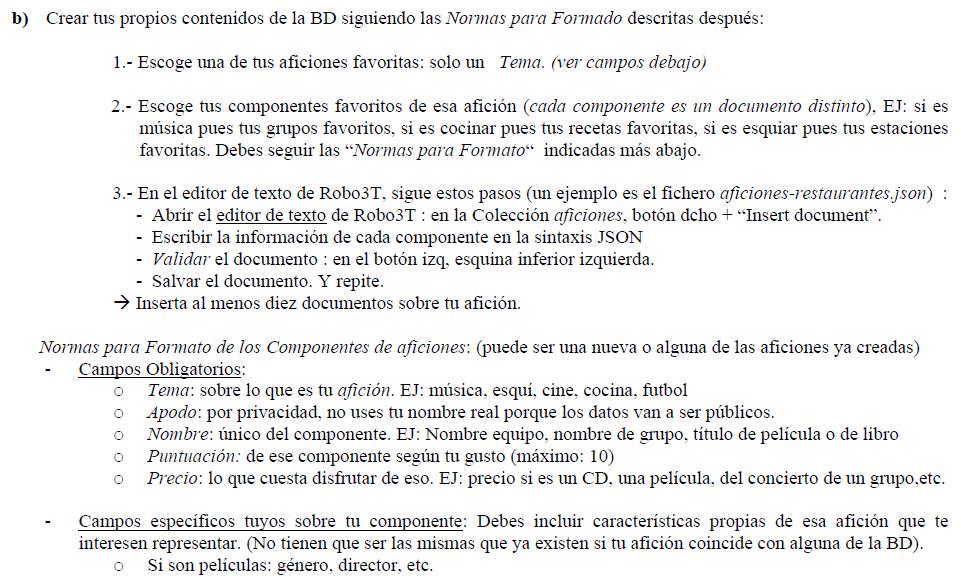 b) Crear tus propios contenidos de la BD siguiendo las Normas para Formado descritas después:
1.- Escoge una de tus aficiones favoritas: solo un Tema. (ver campos debajo)
2.- Escoge tus componentes favoritos de esa afición (cada componente es un documento distinto), EJ: si es
música pues tus grupos favoritos, si es cocinar pues tus recetas favoritas, si es esquiar pues tus estaciones
favoritas. Debes seguir las “Normas para Formato“ indicadas más abajo.
3.- En el editor de texto de Robo3T, sigue estos pasos (un ejemplo es el fichero aficiones-restaurantes.json) :
- Abrir el editor de texto de Robo3T : en la Colección aficiones, botón dcho + “Insert document”.
- Escribir la información de cada componente en la sintaxis JSON
- Validar el documento : en el botón izq, esquina inferior izquierda.
- Salvar el documento. Y repite.
→ Inserta al menos diez documentos sobre tu afición.
Normas para Formato de los Componentes de aficiones: (puede ser una nueva o alguna de las aficiones ya creadas)
- Campos Obligatorios:
○ Tema: sobre lo que es tu afición. EJ: música, esquí, cine, cocina, futbol
○ Apodo: por privacidad, no uses tu nombre real porque los datos van a ser públicos.
○ Nombre: único del componente. EJ: Nombre equipo, nombre de grupo, título de película o de libro
○ Puntuación: de ese componente según tu gusto (máximo: 10)
○ Precio: lo que cuesta disfrutar de eso. EJ: precio si es un CD, una película, del concierto de un grupo,etc.
- Campos específicos tuyos sobre tu componente: Debes incluir características propias de esa afición que te
interesen representar. (No tienen que ser las mismas que ya existen si tu afición coincide con alguna de la BD).
○ Si son películas: género, director, etc.